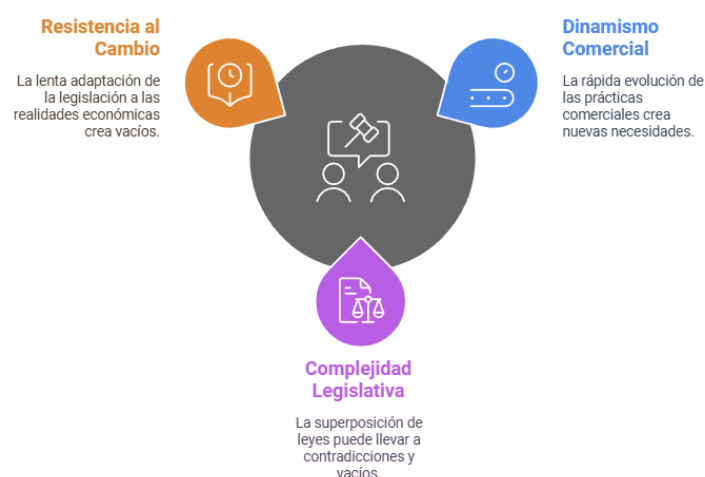 Resistencia al
Cambio
La lenta adaptación de
la legislación a las
realidades económicas
crea vacíos.
Dinamismo
Comercial
La rápida evolución de
las prácticas
comerciales crea
nuevas necesidades.
Complejidad
Legislativa
La superposición de
leyes puede llevar a
contradicciones y
vacíos.